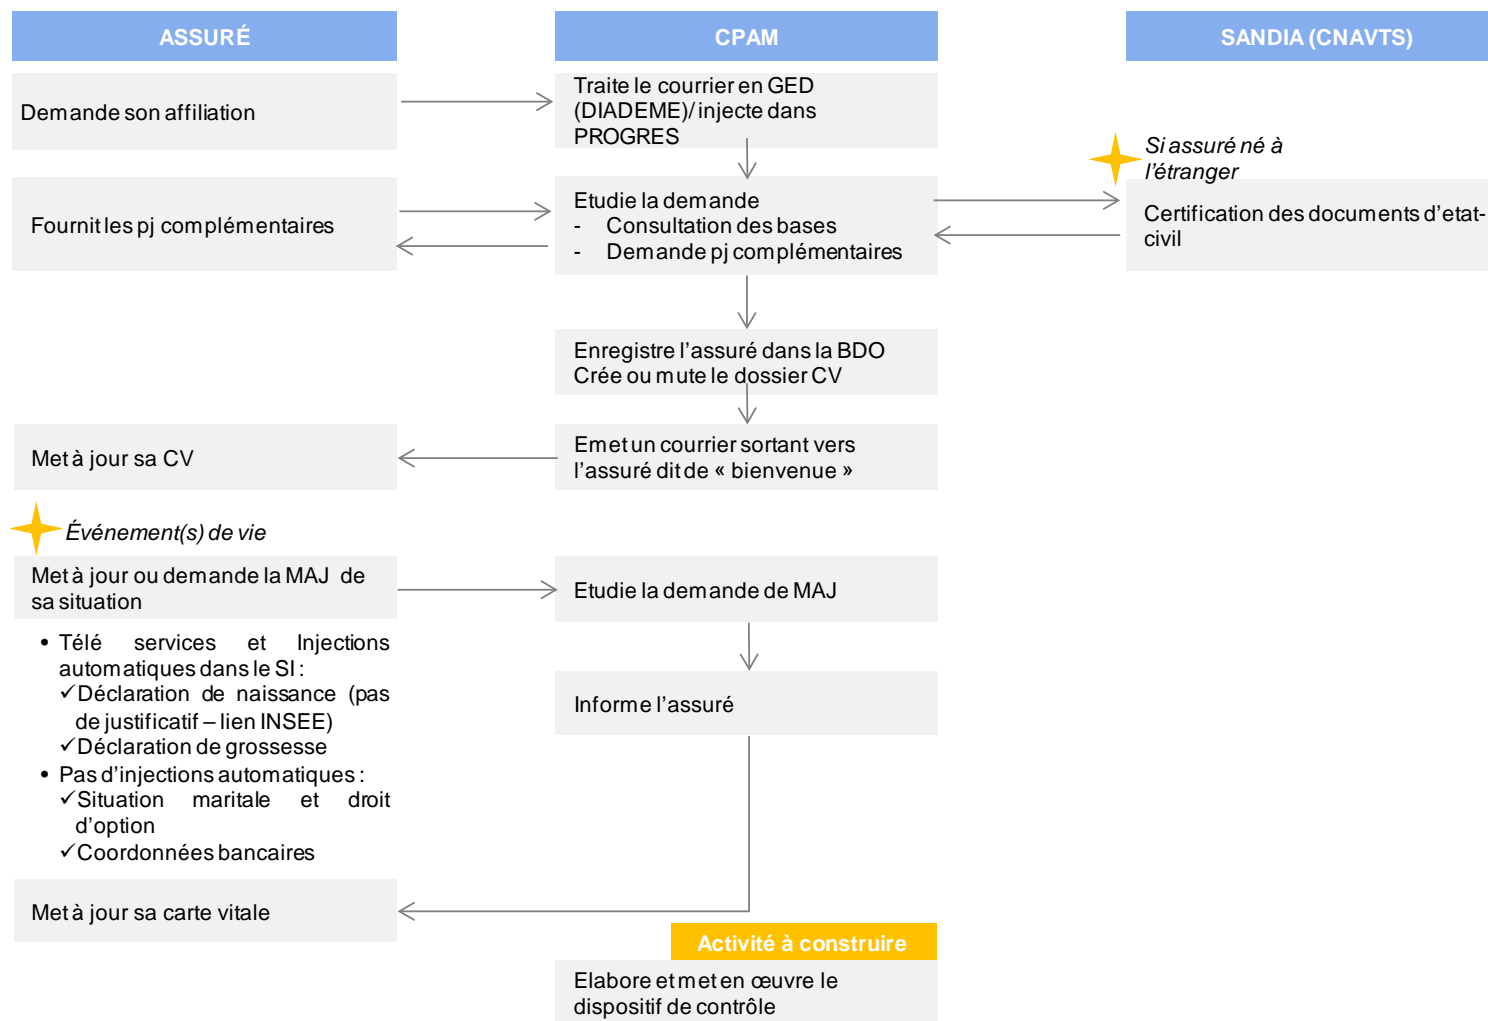 ASSURÉ
CPAM
SANDIA (CNAVTS)
Demande son affiliation
Traite le courrier en GED
(DIADEME)/ injecte dans
PROGRES
Si assuré né à
l’étranger
Fournit les pj complémentaires
Etudie la demande
- Consultation des bases
- Demande pj complémentaires
Certification des documents d’etat-
civil
Enregistre l’assuré dans la BDO
Crée ou mute le dossier CV
Met à jour sa CV
Emet un courrier sortant vers
l’assuré dit de « bienvenue »
Événement(s) de vie
Met à jour ou demande la MAJ de
sa situation
Etudie la demande de MAJ
• Télé services et Injections
automatiques dans le SI :
✓Déclaration de naissance (pas
de justificatif – lien INSEE)
✓Déclaration de grossesse
• Pas d’injections automatiques :
✓Situation maritale et droit
d’option
✓Coordonnées bancaires
Informe l’assuré
Met à jour sa carte vitale
Activité à construire
Elabore et met en œuvre le
dispositif de contrôle